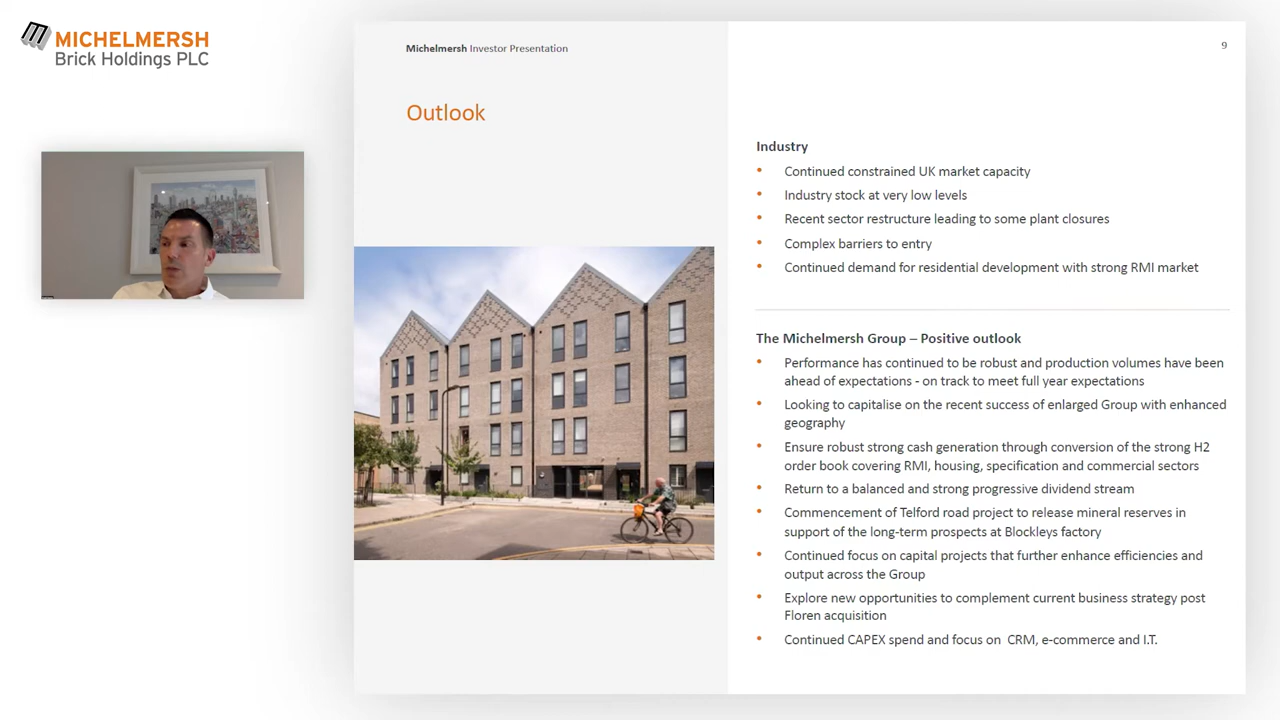 MICHELMERSH
Brick Holdings PLC
Michelmersh Investor Presentation
9
Outlook
Industry
• Continued constrained UK market capacity
• Industry stock at very low levels
• Recent sector restructure leading to some plant closures
• Complex barriers to entry
• Continued demand for residential development with strong RMI market
The Michelmersh Group – Positive outlook
• Performance has continued to be robust and production volumes have been
ahead of expectations - on track to meet full year expectations
• Looking to capitalise on the recent success of enlarged Group with enhanced
geography
• Ensure robust strong cash generation through conversion of the strong H2
order book covering RMI, housing, specification and commercial sectors
• Return to a balanced and strong progressive dividend stream
• Commencement of Telford road project to release mineral reserves in
support of the long-term prospects at Blockleys factory
• Continued focus on capital projects that further enhance efficiencies and
output across the Group
• Explore new opportunities to complement current business strategy post
Floren acquisition
• Continued CAPEX spend and focus on  CRM, e-commerce and I.T.